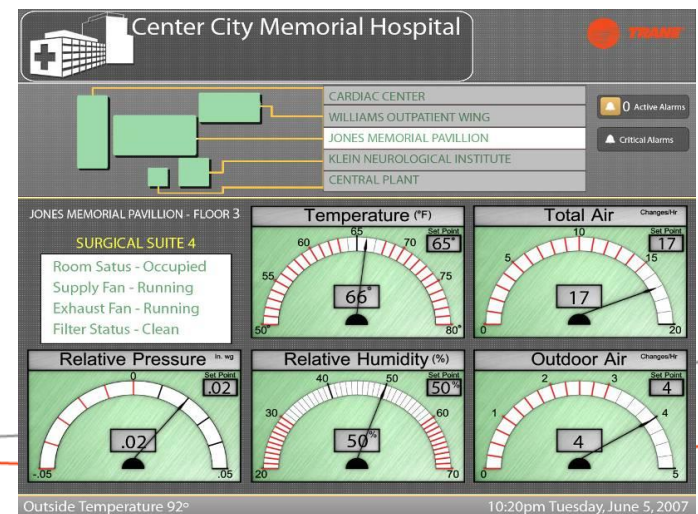 Center City Memorial Hospital
TRANE
CARDIAC CENTER
WILLIAMS OUTPATIENT WING
JONES MEMORIAL PAVILLION
KLEIN NEUROLOGICAL INSTITUTE
CENTRAL PLANT
0 Active Alarms
Critical Alarms
JONES MEMORIAL PAVILLION - FLOOR 3
SURGICAL SUITE 4
Room Satus - Occupied
Supply Fan - Running
Exhaust Fan - Running
Filter Status - Clean
Temperature (°F)
Set Point
65°
50° 55 60 65 70 75 80°
66°
Total Air Changes/Hr
Set Point
17
0 5 10 15 20
17
Relative Pressure in. wg
Set Point
.02
-.05 0 .05
.02
Relative Humidity (%)
Set Point
50%
20 30 40 50 60 70
50%
Outdoor Air Changes/Hr
Set Point
4
0 1 2 3 4 5
4
Outside Temperature 92º
10:20pm Tuesday, June 5, 2007